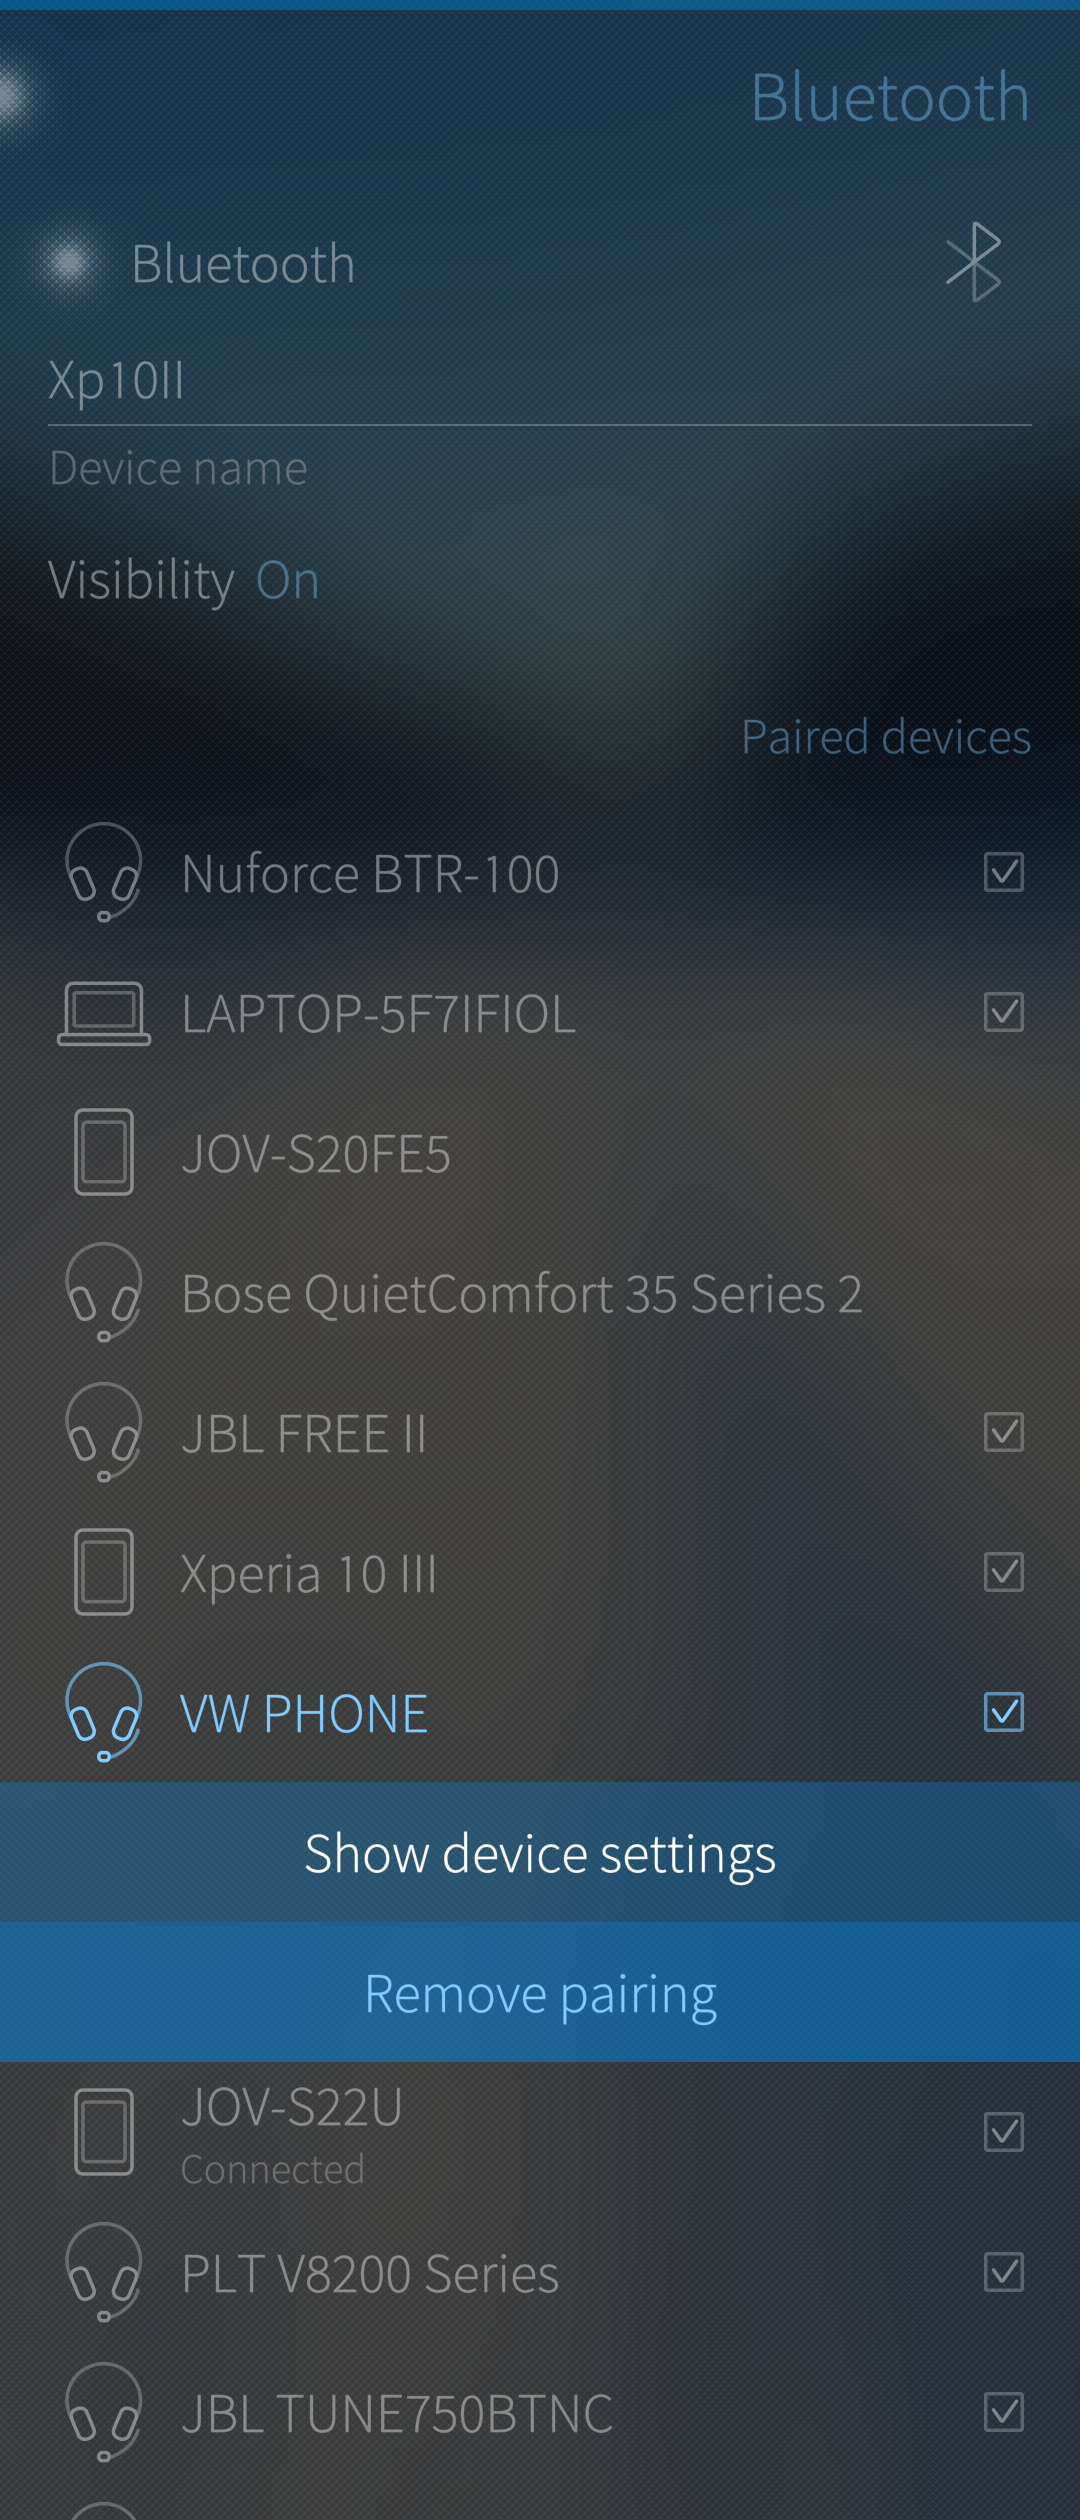 Bluetooth
Bluetooth
Xp10II
Device name
Visibility On
Paired devices
Nuforce BTR-100
LAPTOP-5F7IFIOL
JOV-S20FE5
Bose QuietComfort 35 Series 2
JBL FREE II
Xperia 10 III
VW PHONE
Show device settings
Remove pairing
JOV-S22U
Connected
PLT V8200 Series
JBL TUNE750BTNC